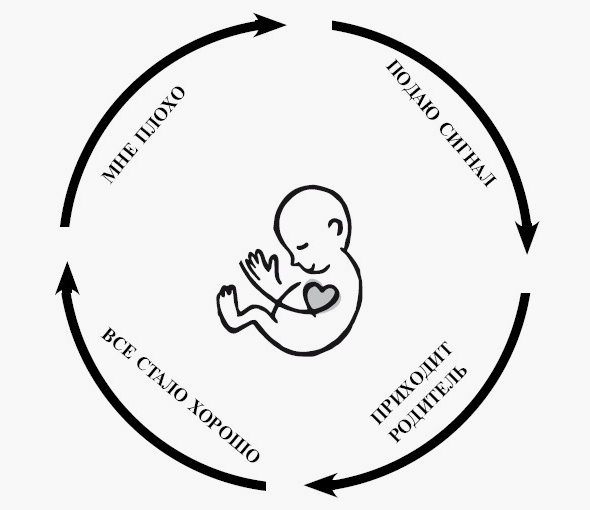 МНЕ ПЛОХО
ПОДАЮ СИГНАЛ
ПРИХОДИТ
РОДИТЕЛЬ
ВСЕ СТАЛО ХОРОШО